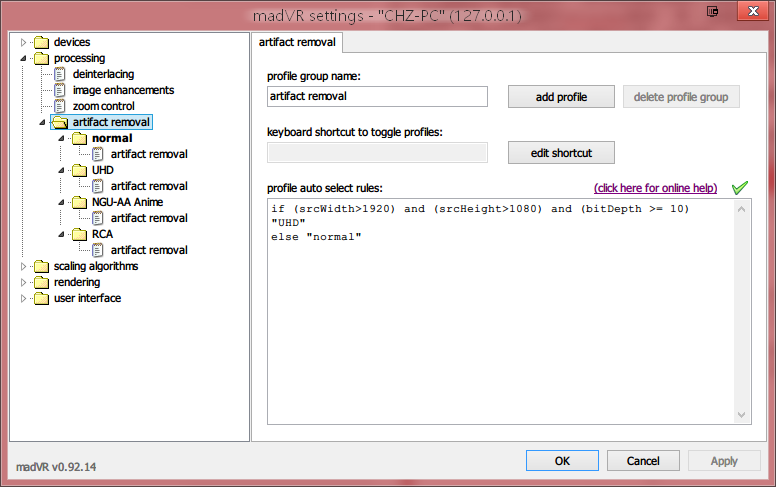 madVR settings - "CHZ-PC" (127.0.0.1)
devices
processing
deinterlacing
image enhancements
zoom control
artifact removal
normal
artifact removal
UHD
artifact removal
NGU-AA Anime
artifact removal
RCA
artifact removal
scaling algorithms
rendering
user interface
artifact removal
profile group name:
artifact removal
add profile
delete profile group
keyboard shortcut to toggle profiles:
edit shortcut
profile auto select rules:
(click here for online help)
if (srcWidth>1920) and (srcHeight>1080) and (bitDepth >= 10)
"UHD"
else "normal"
madVR v0.92.14
OK
Cancel
Apply